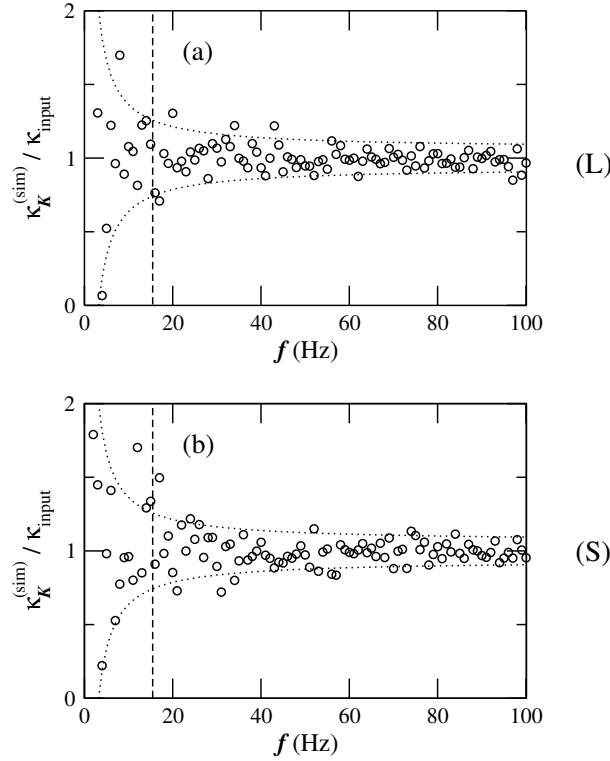 2
(a)
1
0
κ_K^(sim) / κ_input
0 20 40 60 80 100
f (Hz)
(L)
2
(b)
1
0
κ_K^(sim) / κ_input
0 20 40 60 80 100
f (Hz)
(S)